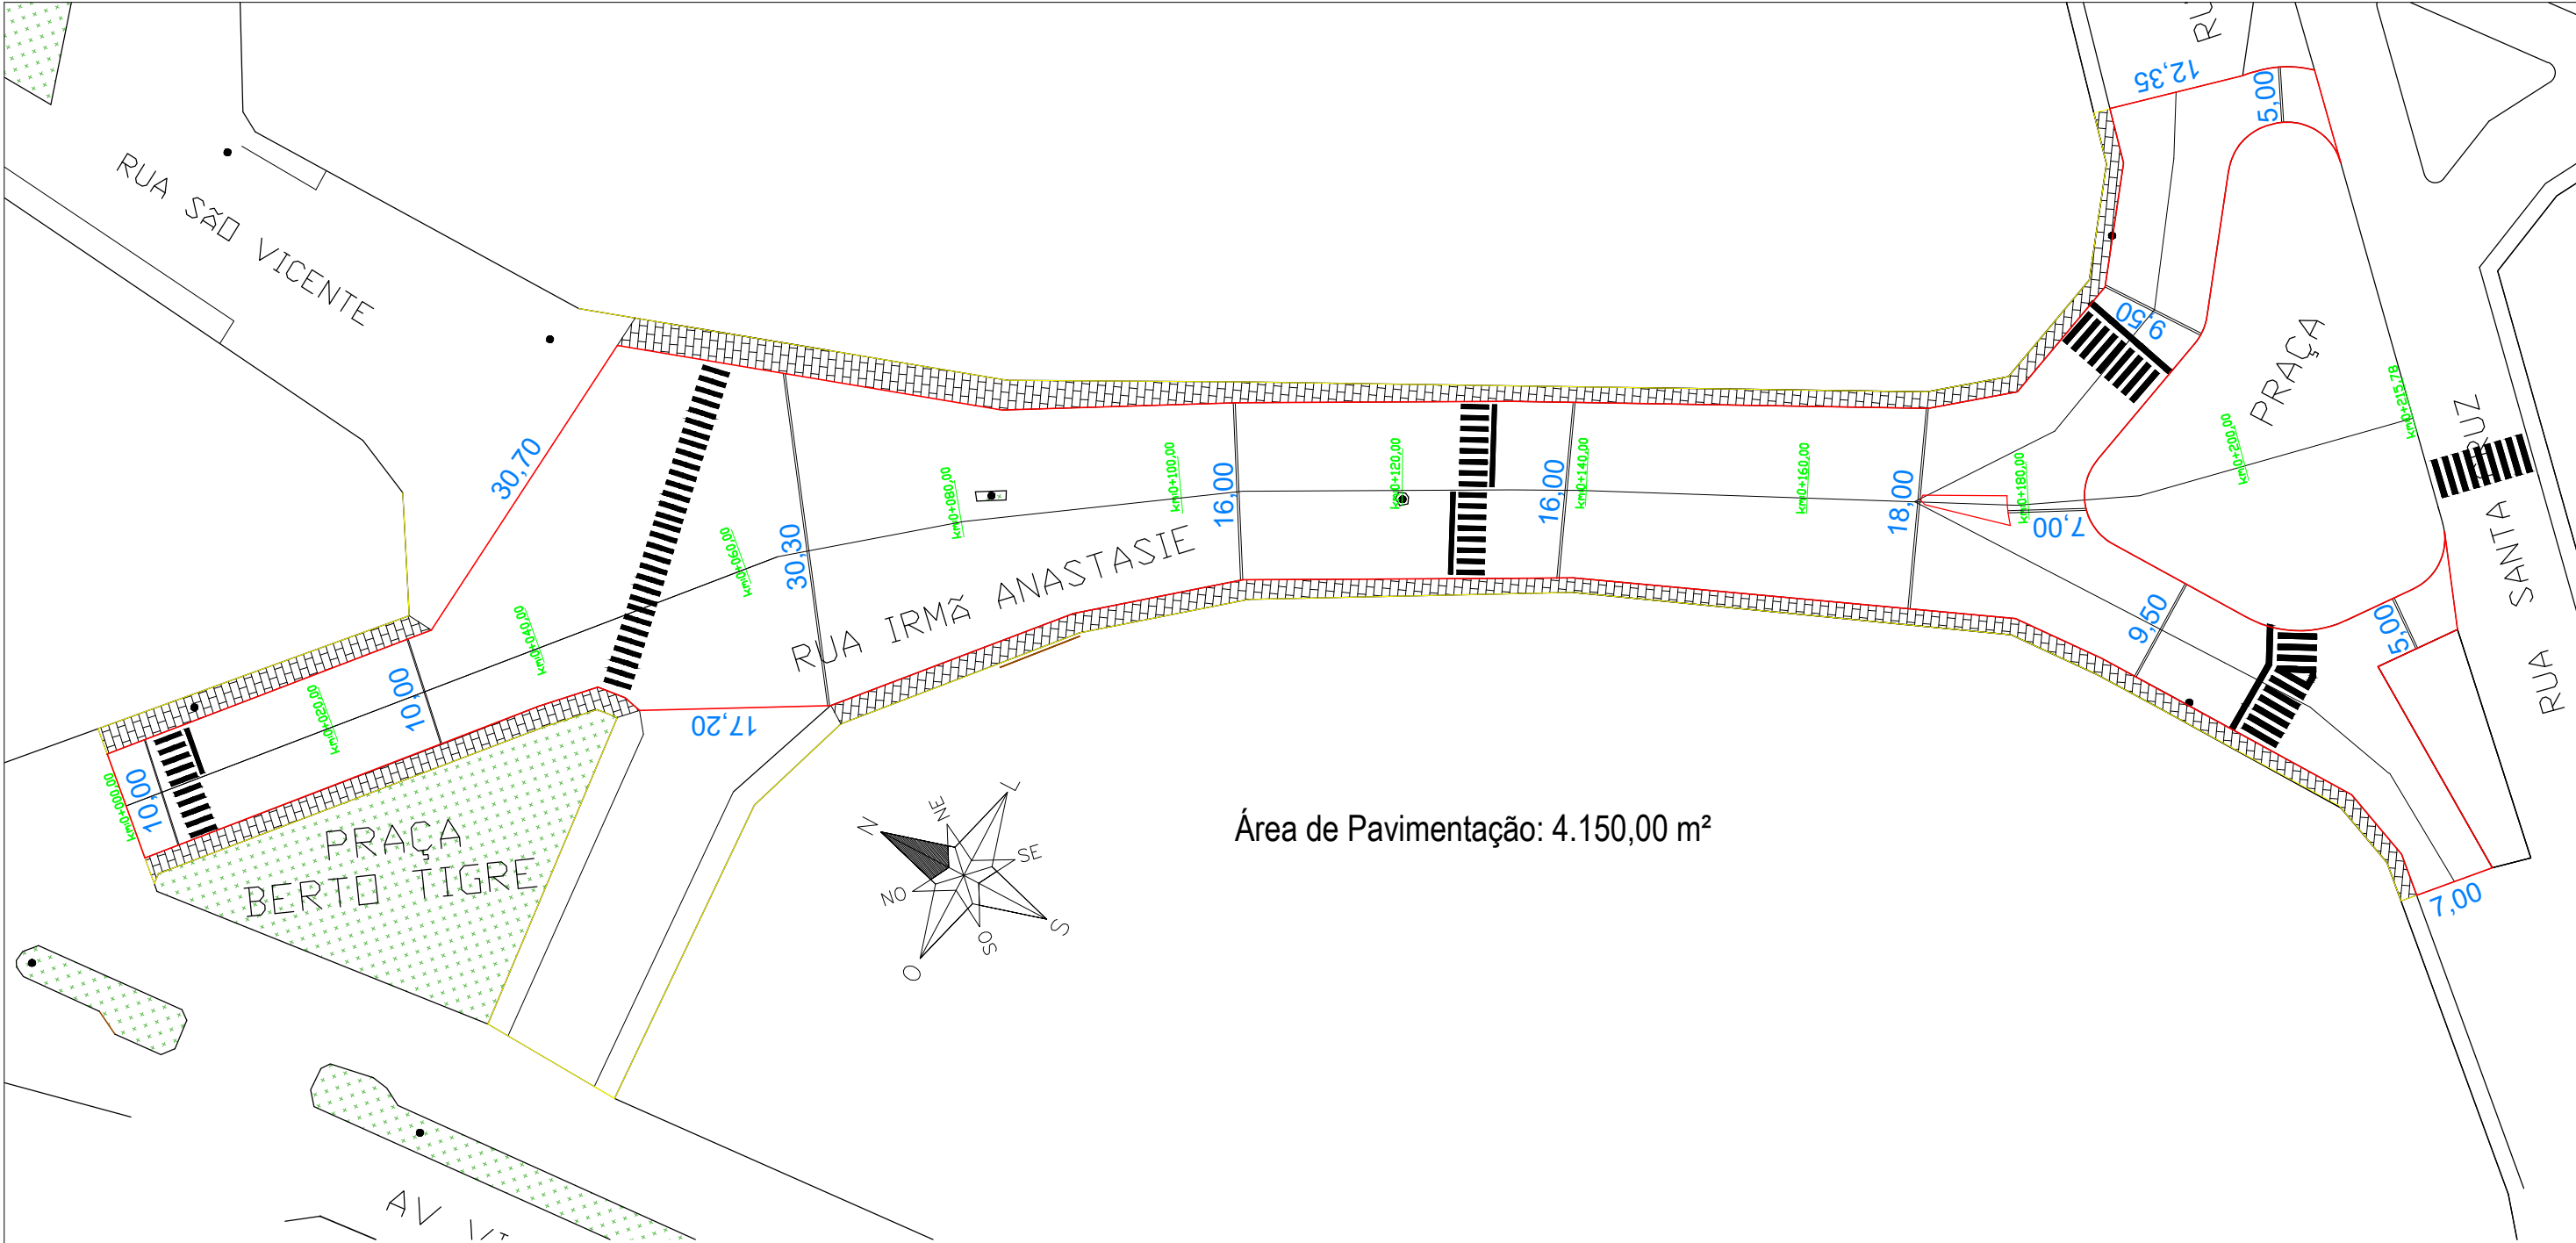 RUA SÃO VICENTE
30,70
10,00
10,00
km0+000,00
km0+020,00
km0+040,00
km0+060,00
km0+080,00
km0+100,00
km0+120,00
km0+140,00
km0+160,00
km0+180,00
km0+200,00
km0+215,78
30,30
17,20
16,00
16,00
18,00
7,00
9,50
12,35
5,00
9,50
5,00
7,00
RUA IRMÃ ANASTASIE
PRAÇA
BERTO TIGRE
PRAÇA
RUA SANTA CRUZ
N
NE
L
SE
S
SO
O
NO
Área de Pavimentação: 4.150,00 m²
AV